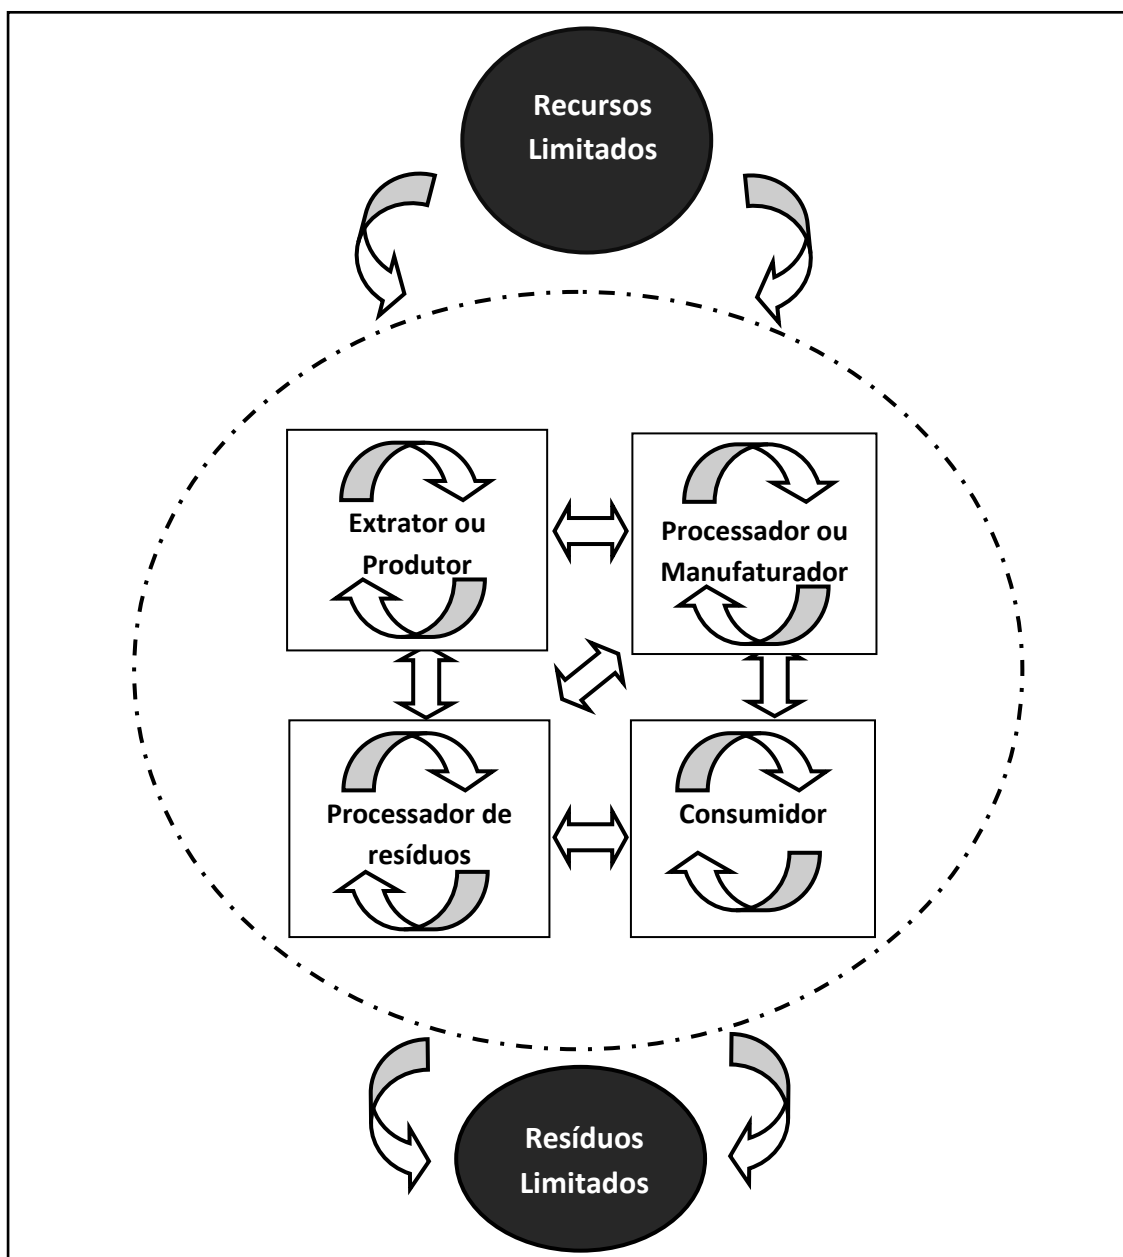 Recursos
Limitados
Extrator ou
Produtor
Processador ou
Manufaturador
Processador de
resíduos
Consumidor
Resíduos
Limitados